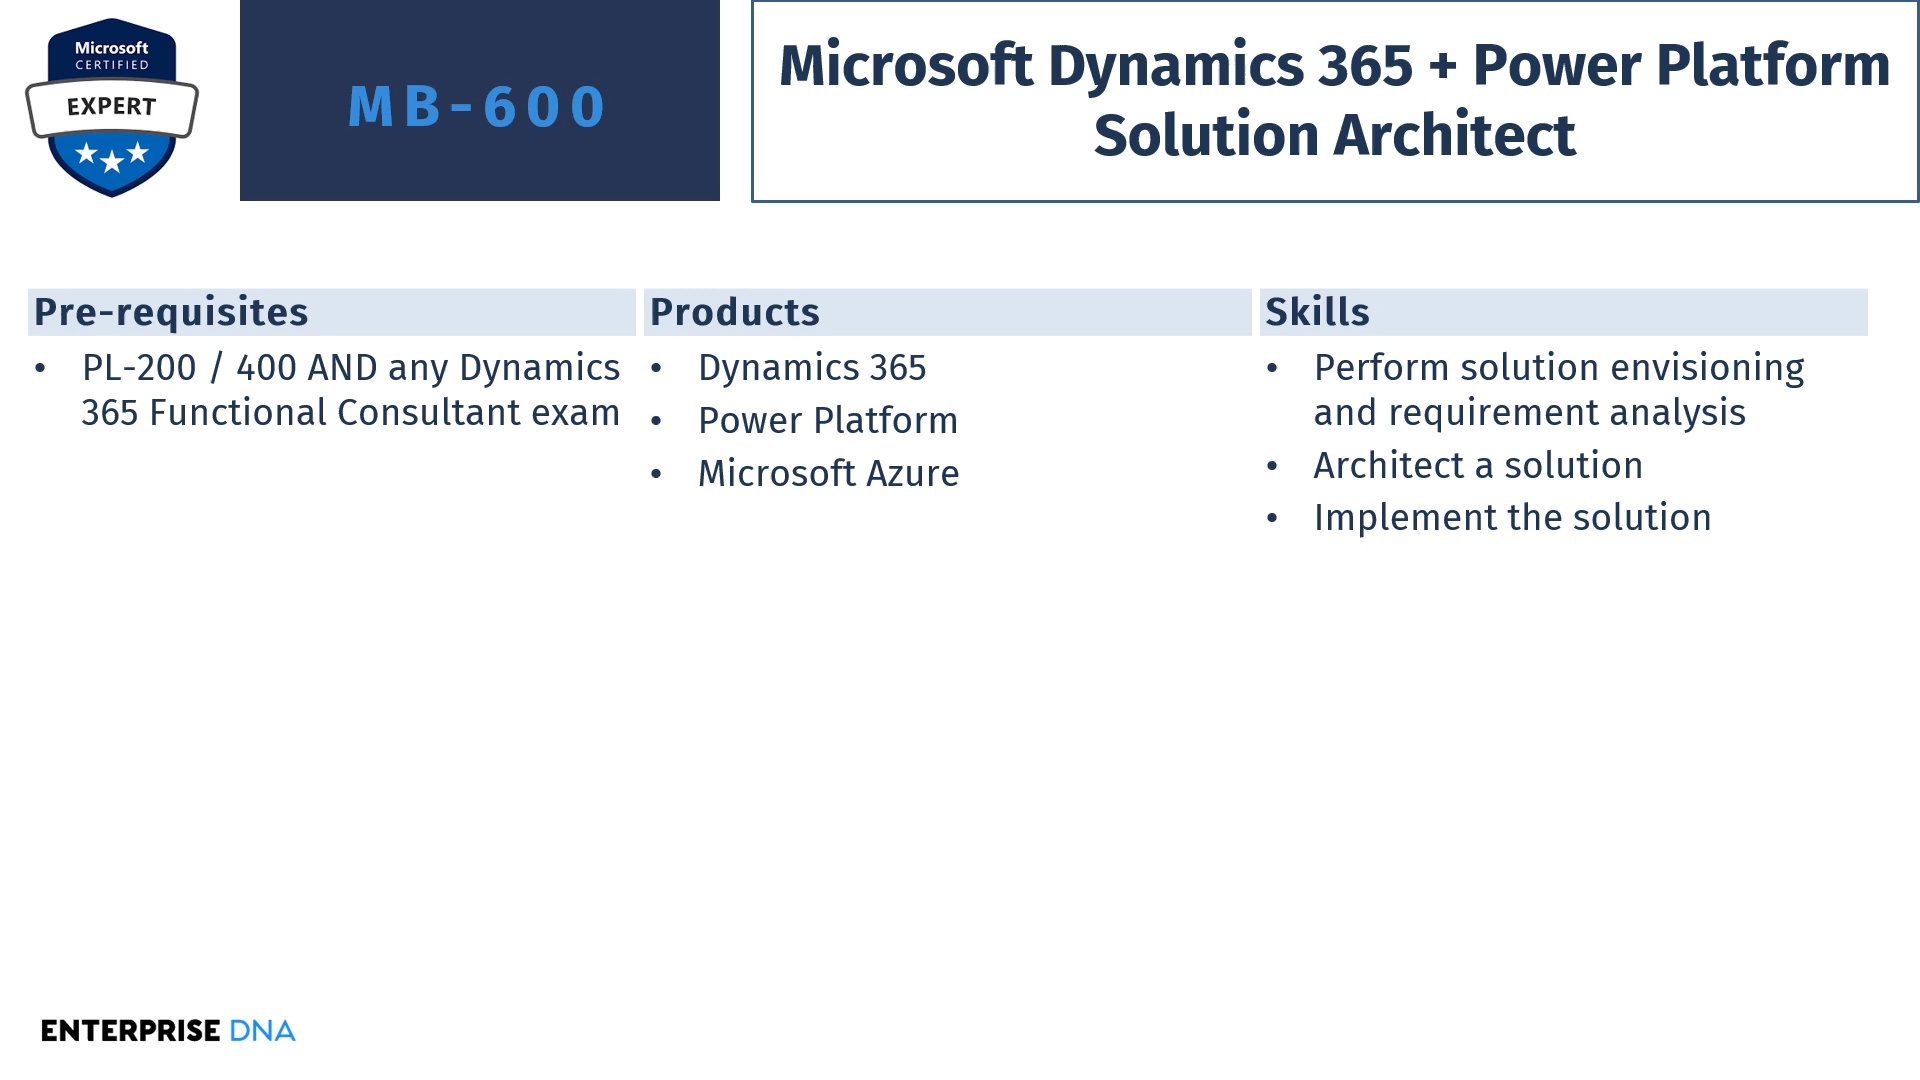 Microsoft
CERTIFIED
EXPERT
MB-600
Microsoft Dynamics 365 + Power Platform
Solution Architect
Pre-requisites
• PL-200 / 400 AND any Dynamics
365 Functional Consultant exam
Products
• Dynamics 365
• Power Platform
• Microsoft Azure
Skills
• Perform solution envisioning
and requirement analysis
• Architect a solution
• Implement the solution
ENTERPRISE DNA